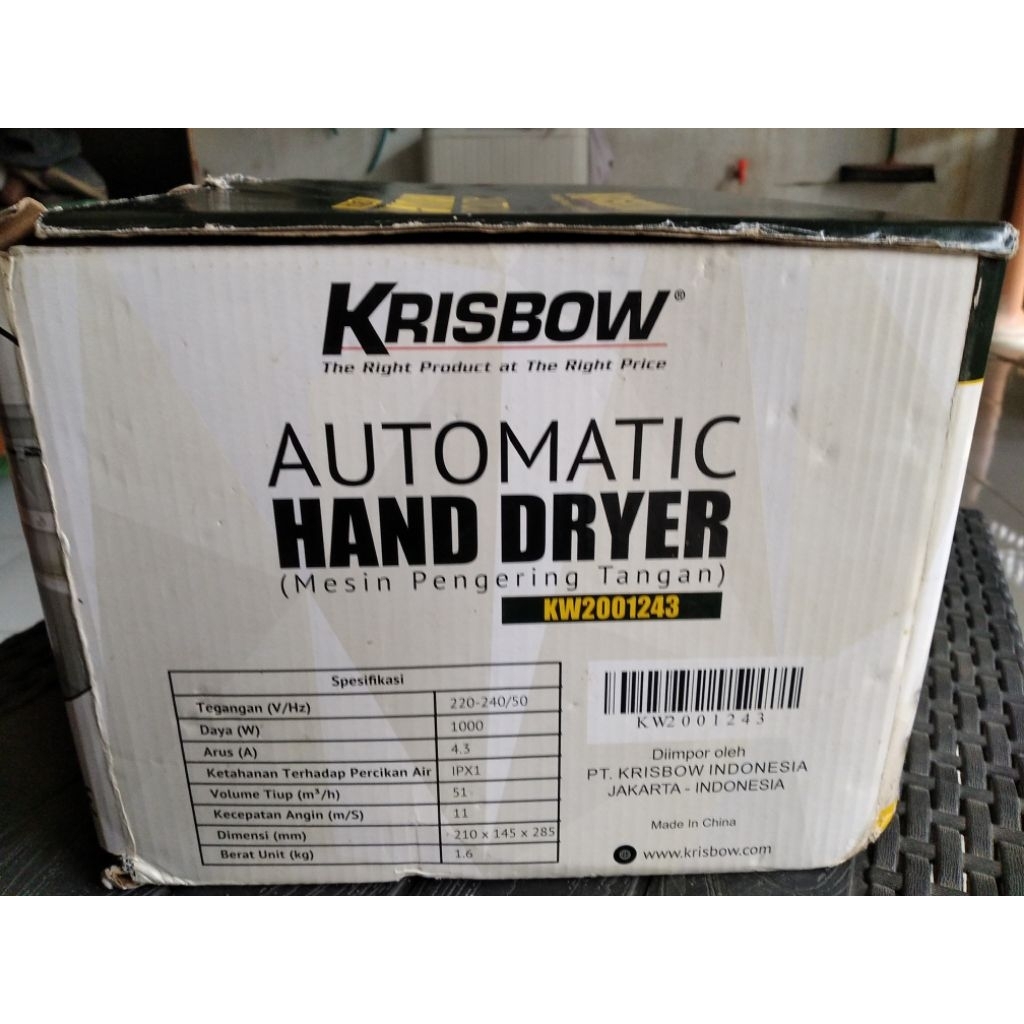 KRISBOW®
The Right Product at The Right Price
AUTOMATIC
HAND DRYER
(Mesin Pengering Tangan)
KW2001243
Spesifikasi
Tegangan (V/Hz) 220-240/50
Daya (W) 1000
Arus (A) 4.3
Ketahanan Terhadap Percikan Air IPX1
Volume Tiup (m³/h) 51
Kecepatan Angin (m/S) 11
Dimensi (mm) 210 x 145 x 285
Berat Unit (kg) 1.6
KW2001243
Diimpor oleh
PT. KRISBOW INDONESIA
JAKARTA - INDONESIA
Made In China
www.krisbow.com